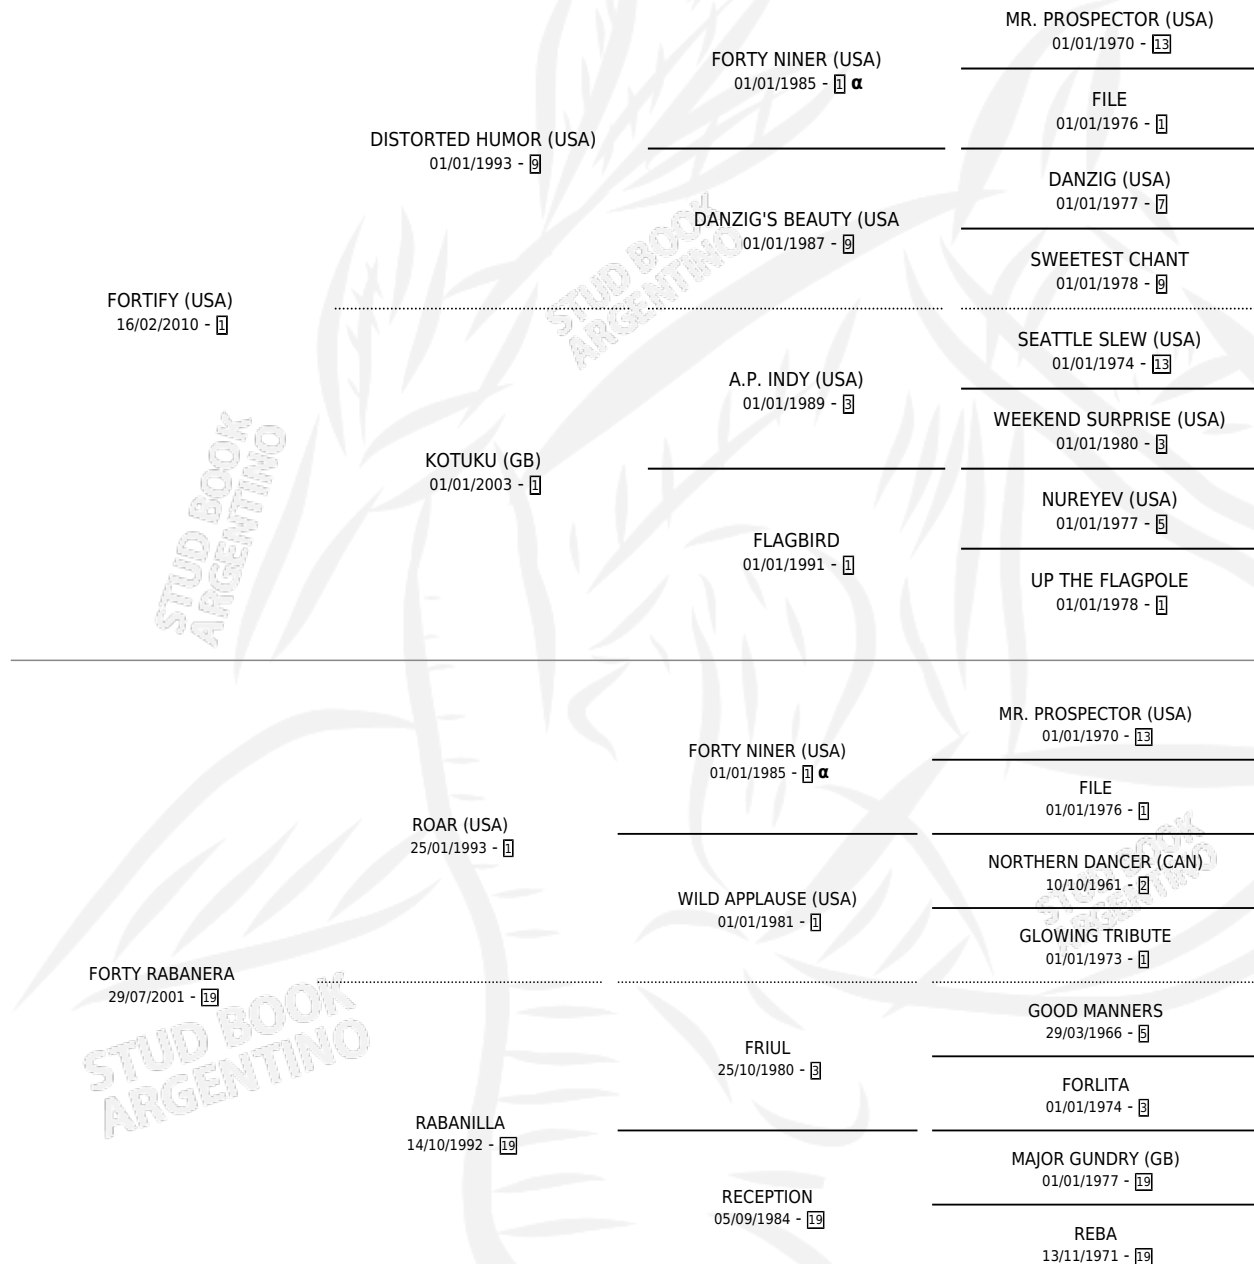 MR. PROSPECTOR (USA)
01/01/1970 - 13
FORTY NINER (USA)
01/01/1985 - 1 α
FILE
01/01/1976 - 1
DISTORTED HUMOR (USA)
01/01/1993 - 9
DANZIG (USA)
01/01/1977 - 7
DANZIG'S BEAUTY (USA
01/01/1987 - 9
SWEETEST CHANT
01/01/1978 - 9
FORTIFY (USA)
16/02/2010 - 1
STUD BOOK
ARGENTINO
SEATTLE SLEW (USA)
01/01/1974 - 13
A.P. INDY (USA)
01/01/1989 - 3
WEEKEND SURPRISE (USA)
01/01/1980 - 3
KOTUKU (GB)
01/01/2003 - 1
NUREYEV (USA)
01/01/1977 - 5
FLAGBIRD
01/01/1991 - 1
UP THE FLAGPOLE
01/01/1978 - 1
STUD BOOK
ARGENTINO
MR. PROSPECTOR (USA)
01/01/1970 - 13
FORTY NINER (USA)
01/01/1985 - 1 α
FILE
01/01/1976 - 1
ROAR (USA)
25/01/1993 - 1
NORTHERN DANCER (CAN)
10/10/1961 - 2
STUD BOOK
ARGENTINO
WILD APPLAUSE (USA)
01/01/1981 - 1
GLOWING TRIBUTE
01/01/1973 - 1
FORTY RABANERA
29/07/2001 - 19
STUD BOOK
ARGENTINO
GOOD MANNERS
29/03/1966 - 5
FRIUL
25/10/1980 - 3
FORLITA
01/01/1974 - 3
RABANILLA
14/10/1992 - 19
MAJOR GUNDRY (GB)
01/01/1977 - 19
RECEPTION
05/09/1984 - 19
REBA
13/11/1971 - 19